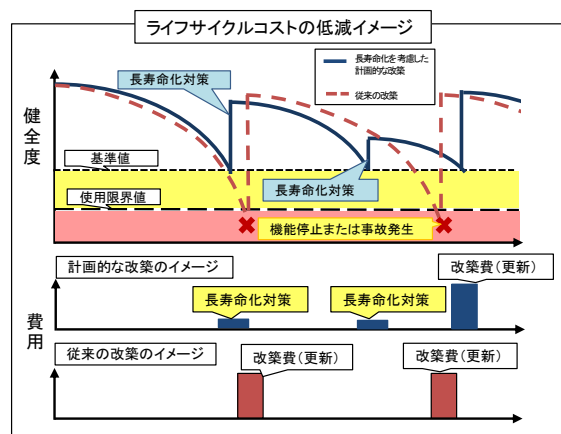 ライフサイクルコストの低減イメージ
長寿命化を考慮した
計画的な改築
従来の改築
長寿命化対策
健全度
基準値
長寿命化対策
使用限界値
機能停止または事故発生
計画的な改築のイメージ
改築費(更新)
長寿命化対策
長寿命化対策
費用
従来の改築のイメージ
改築費(更新)
改築費(更新)